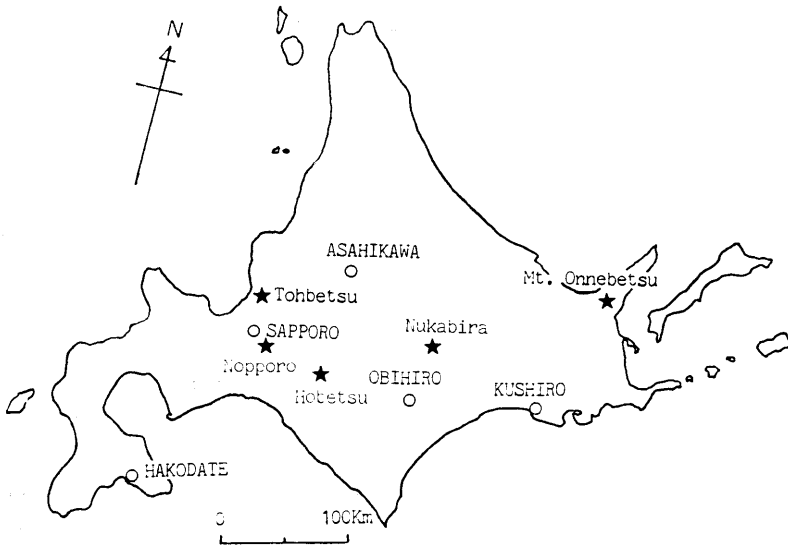 N
ASAHIKAWA
Mt. Onnebetsu
Tohbetsu
SAPPORO
Nukabira
Nopporo
Hobetsu
OBIHIRO
KUSHIRO
HAKODATE
0 100Km